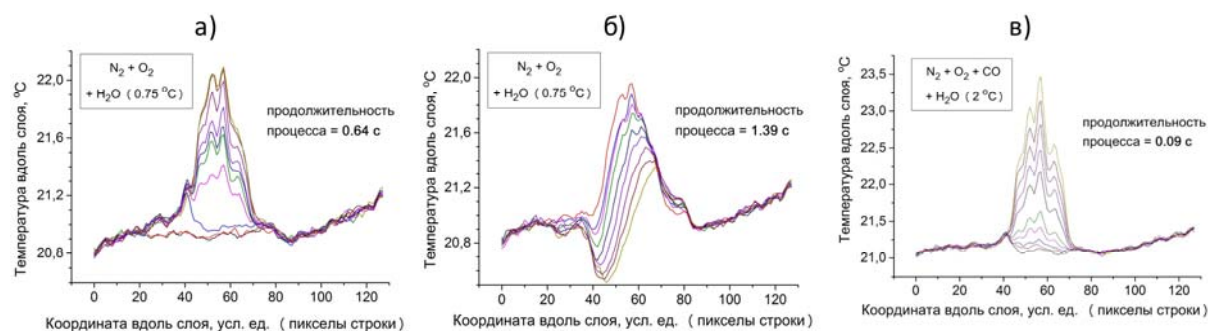 а)
Температура вдоль слоя, °C
22,0
21,6
21,2
20,8
N₂ + O₂
+ H₂O ( 0.75 °C)
продолжительность
процесса = 0.64 с
0 20 40 60 80 100 120
Координата вдоль слоя, усл. ед. ( пикселы строки )
б)
Температура вдоль слоя, °C
22,0
21,6
21,2
20,8
N₂ + O₂
+ H₂O ( 0.75 °C)
продолжительность
процесса = 1.39 с
0 20 40 60 80 100 120
Координата вдоль слоя, усл. ед. ( пикселы строки )
в)
Температура вдоль слоя, °C
23,5
23,0
22,5
22,0
21,5
21,0
N₂ + O₂ + CO
+ H₂O ( 2 °C)
продолжительность
процесса = 0.09 с
0 20 40 60 80 100 120
Координата вдоль слоя, усл. ед. ( пикселы строки )